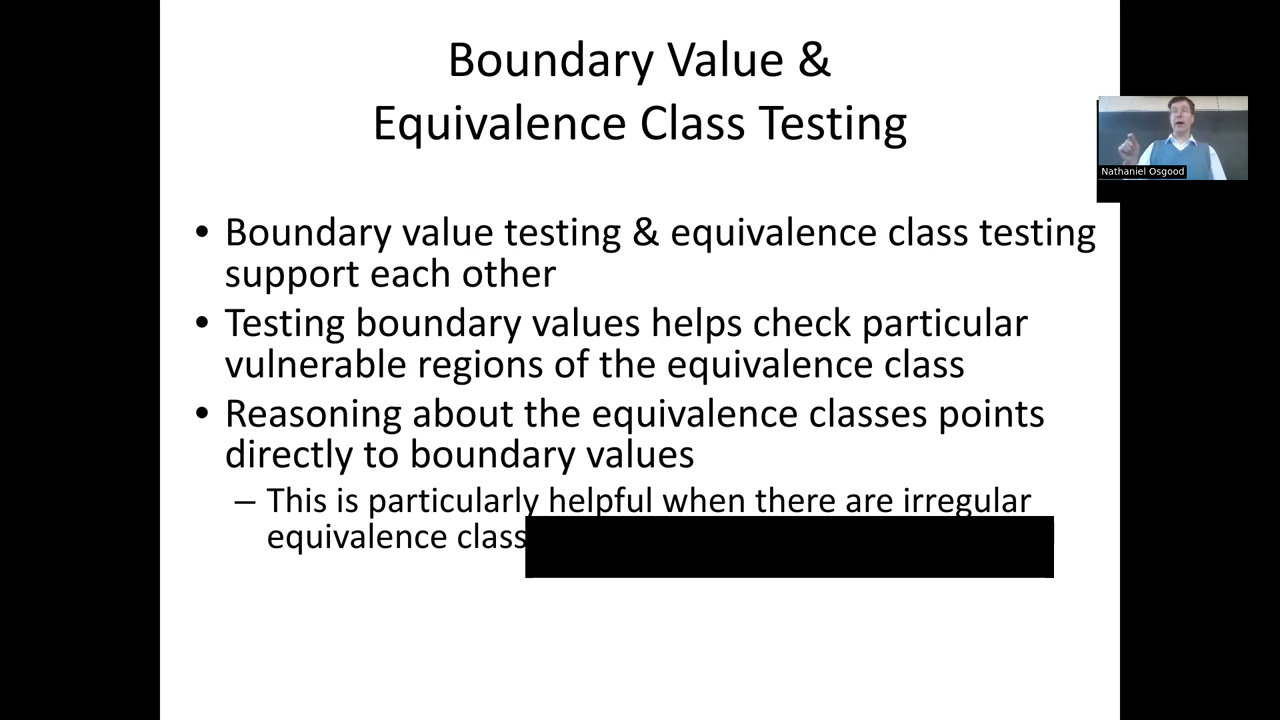 Boundary Value &
Equivalence Class Testing
Nathaniel Osgood
• Boundary value testing & equivalence class testing
support each other
• Testing boundary values helps check particular
vulnerable regions of the equivalence class
• Reasoning about the equivalence classes points
directly to boundary values
– This is particularly helpful when there are irregular
equivalence class